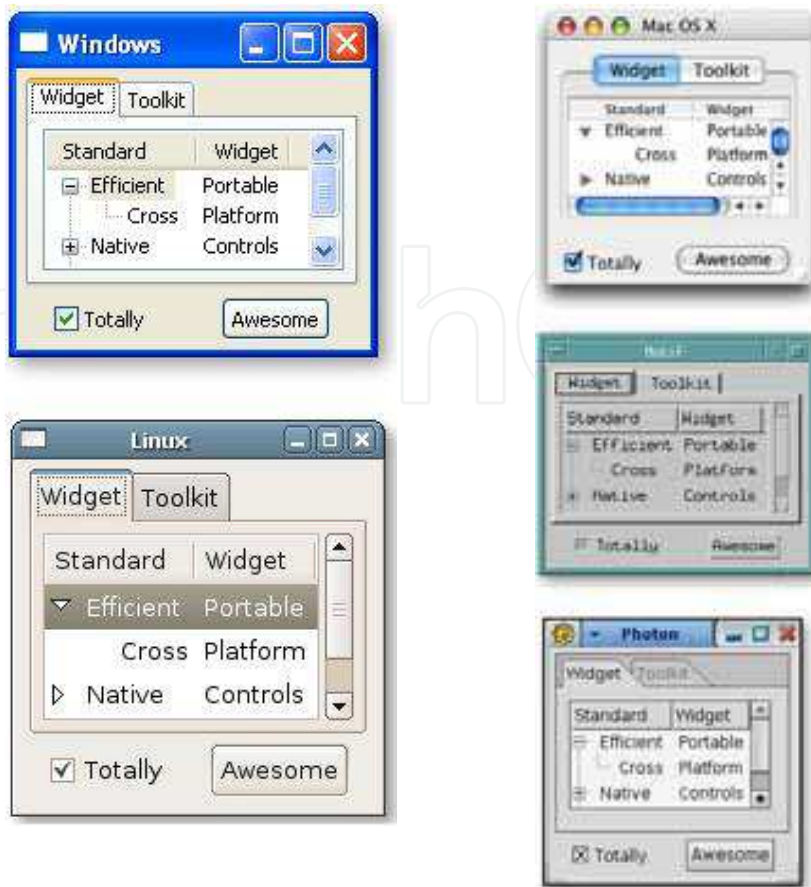 Windows
Widget Toolkit
Standard Widget
Efficient Portable
Cross Platform
Native Controls
Totally Awesome
Linux
Widget Toolkit
Standard Widget
Efficient Portable
Cross Platform
Native Controls
Totally Awesome
Mac OS X
Widget Toolkit
Standard Widget
Efficient Portable
Cross Platform
Native Controls
Totally Awesome
Widget Toolkit
Standard Widget
Efficient Portable
Cross Platform
Native Controls
Totally Awesome
Photon
Widget Toolkit
Standard Widget
Efficient Portable
Cross Platform
Native Controls
Totally Awesome